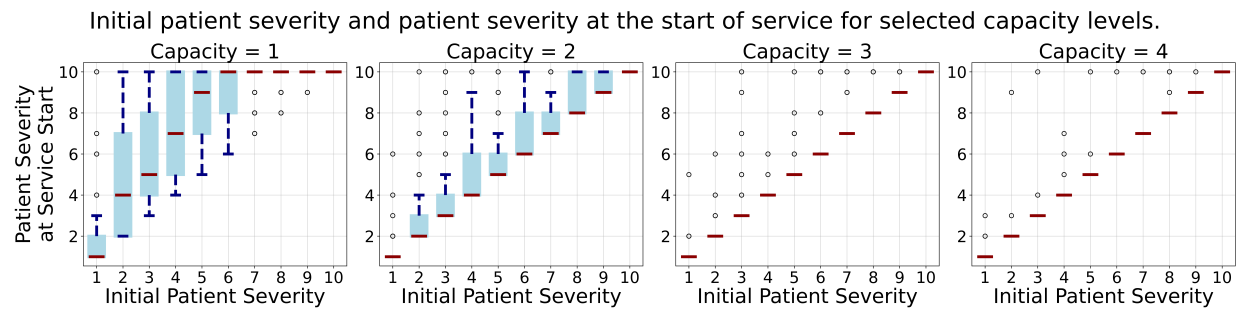 Initial patient severity and patient severity at the start of service for selected capacity levels.
Capacity = 1
Capacity = 2
Capacity = 3
Capacity = 4
Patient Severity
at Service Start
10
8
6
4
2
1 2 3 4 5 6 7 8 9 10
Initial Patient Severity
10
8
6
4
2
1 2 3 4 5 6 7 8 9 10
Initial Patient Severity
10
8
6
4
2
1 2 3 4 5 6 7 8 9 10
Initial Patient Severity
10
8
6
4
2
1 2 3 4 5 6 7 8 9 10
Initial Patient Severity